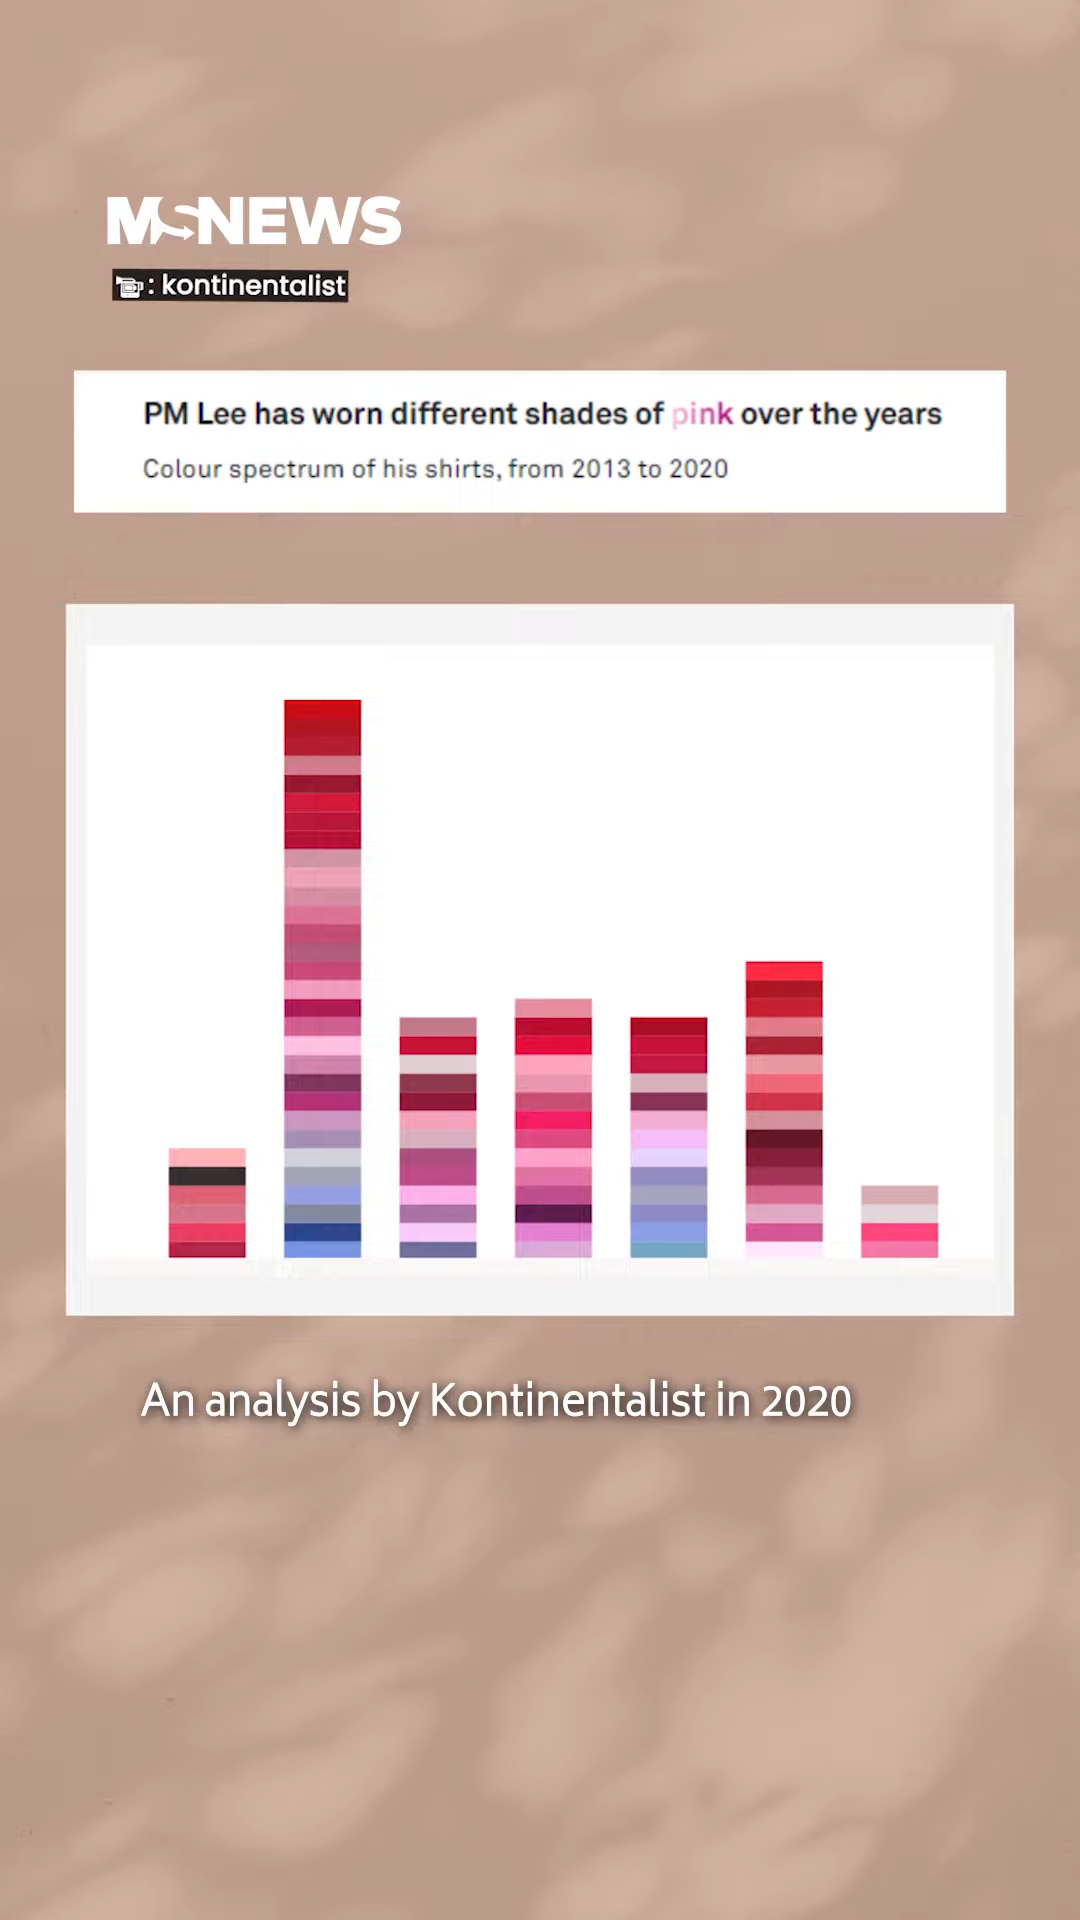 MSNEWS
: kontinentalist
PM Lee has worn different shades of pink over the years
Colour spectrum of his shirts, from 2013 to 2020
An analysis by Kontinentalist in 2020